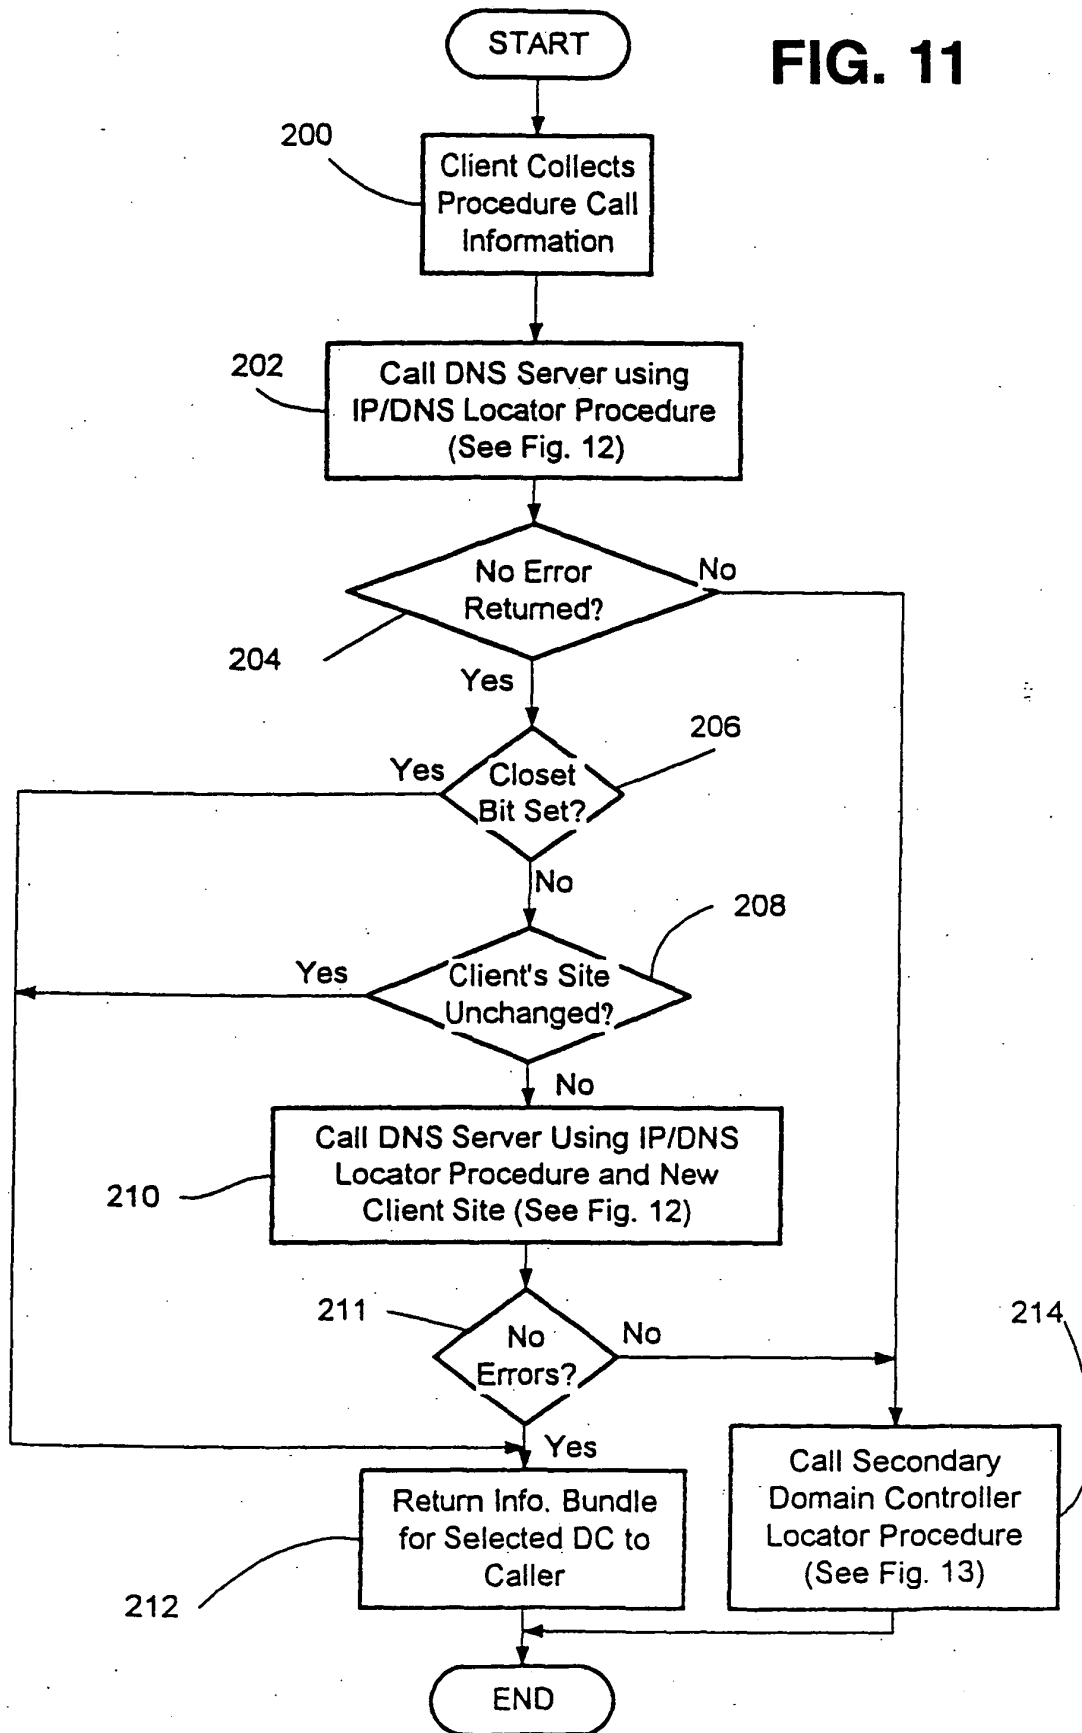 START
FIG. 11
200
Client Collects
Procedure Call
Information
202
Call DNS Server using
IP/DNS Locator Procedure
(See Fig. 12)
No Error
Returned?
No
204
Yes
206
Yes
Closet
Bit Set?
No
208
Yes
Client's Site
Unchanged?
No
Call DNS Server Using IP/DNS
Locator Procedure and New
Client Site (See Fig. 12)
210
211
No
Errors?
No
214
Yes
Return Info. Bundle
for Selected DC to
Caller
212
Call Secondary
Domain Controller
Locator Procedure
(See Fig. 13)
END